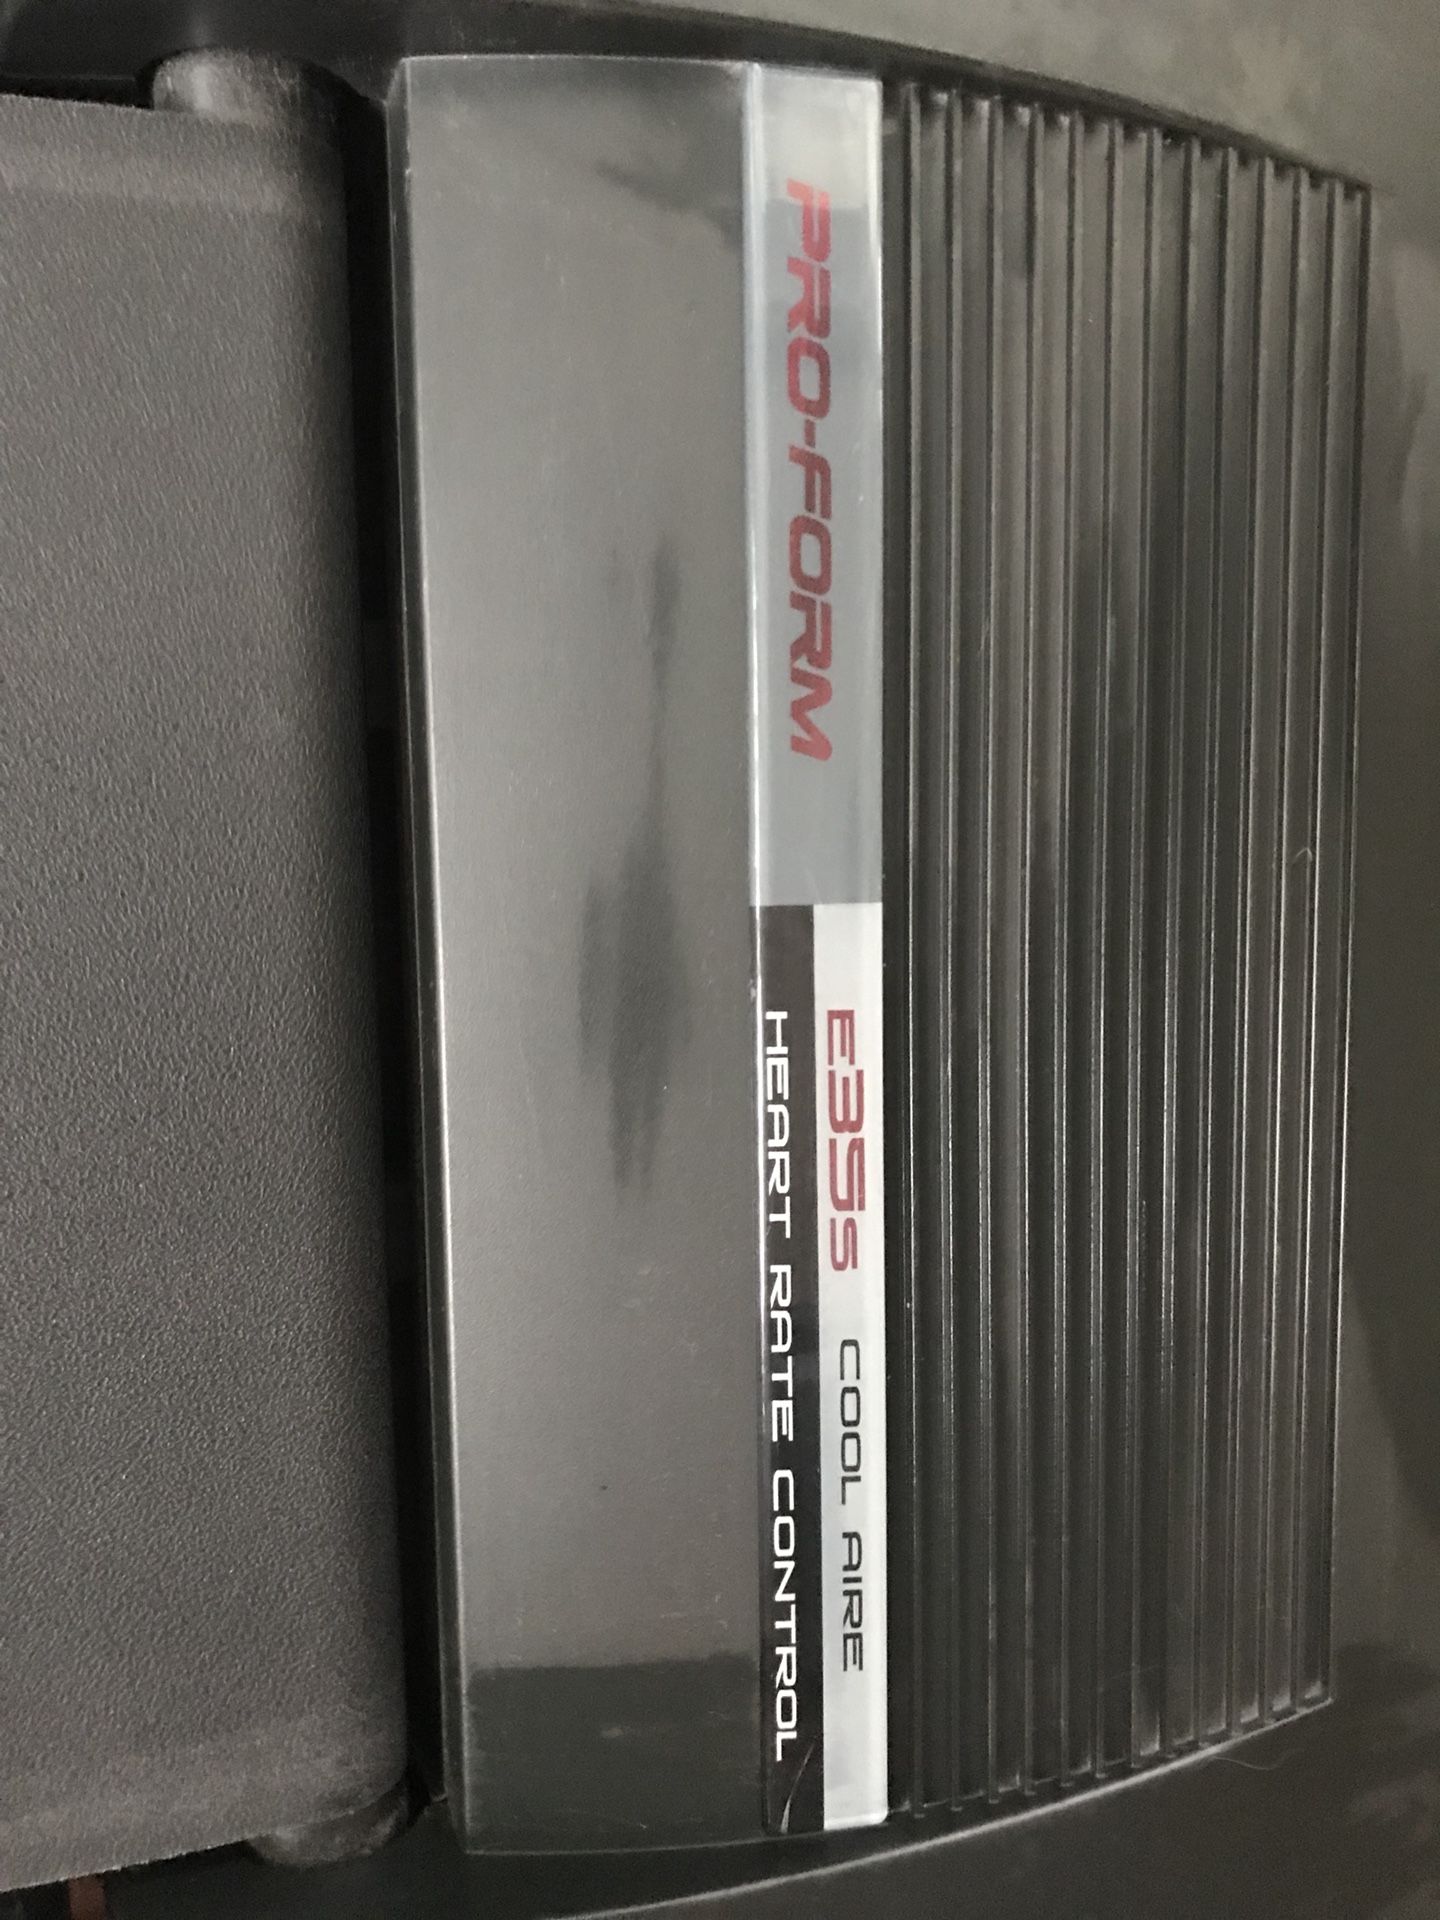 PRO-FORM
E35s COOL AIRE
HEART RATE CONTROL